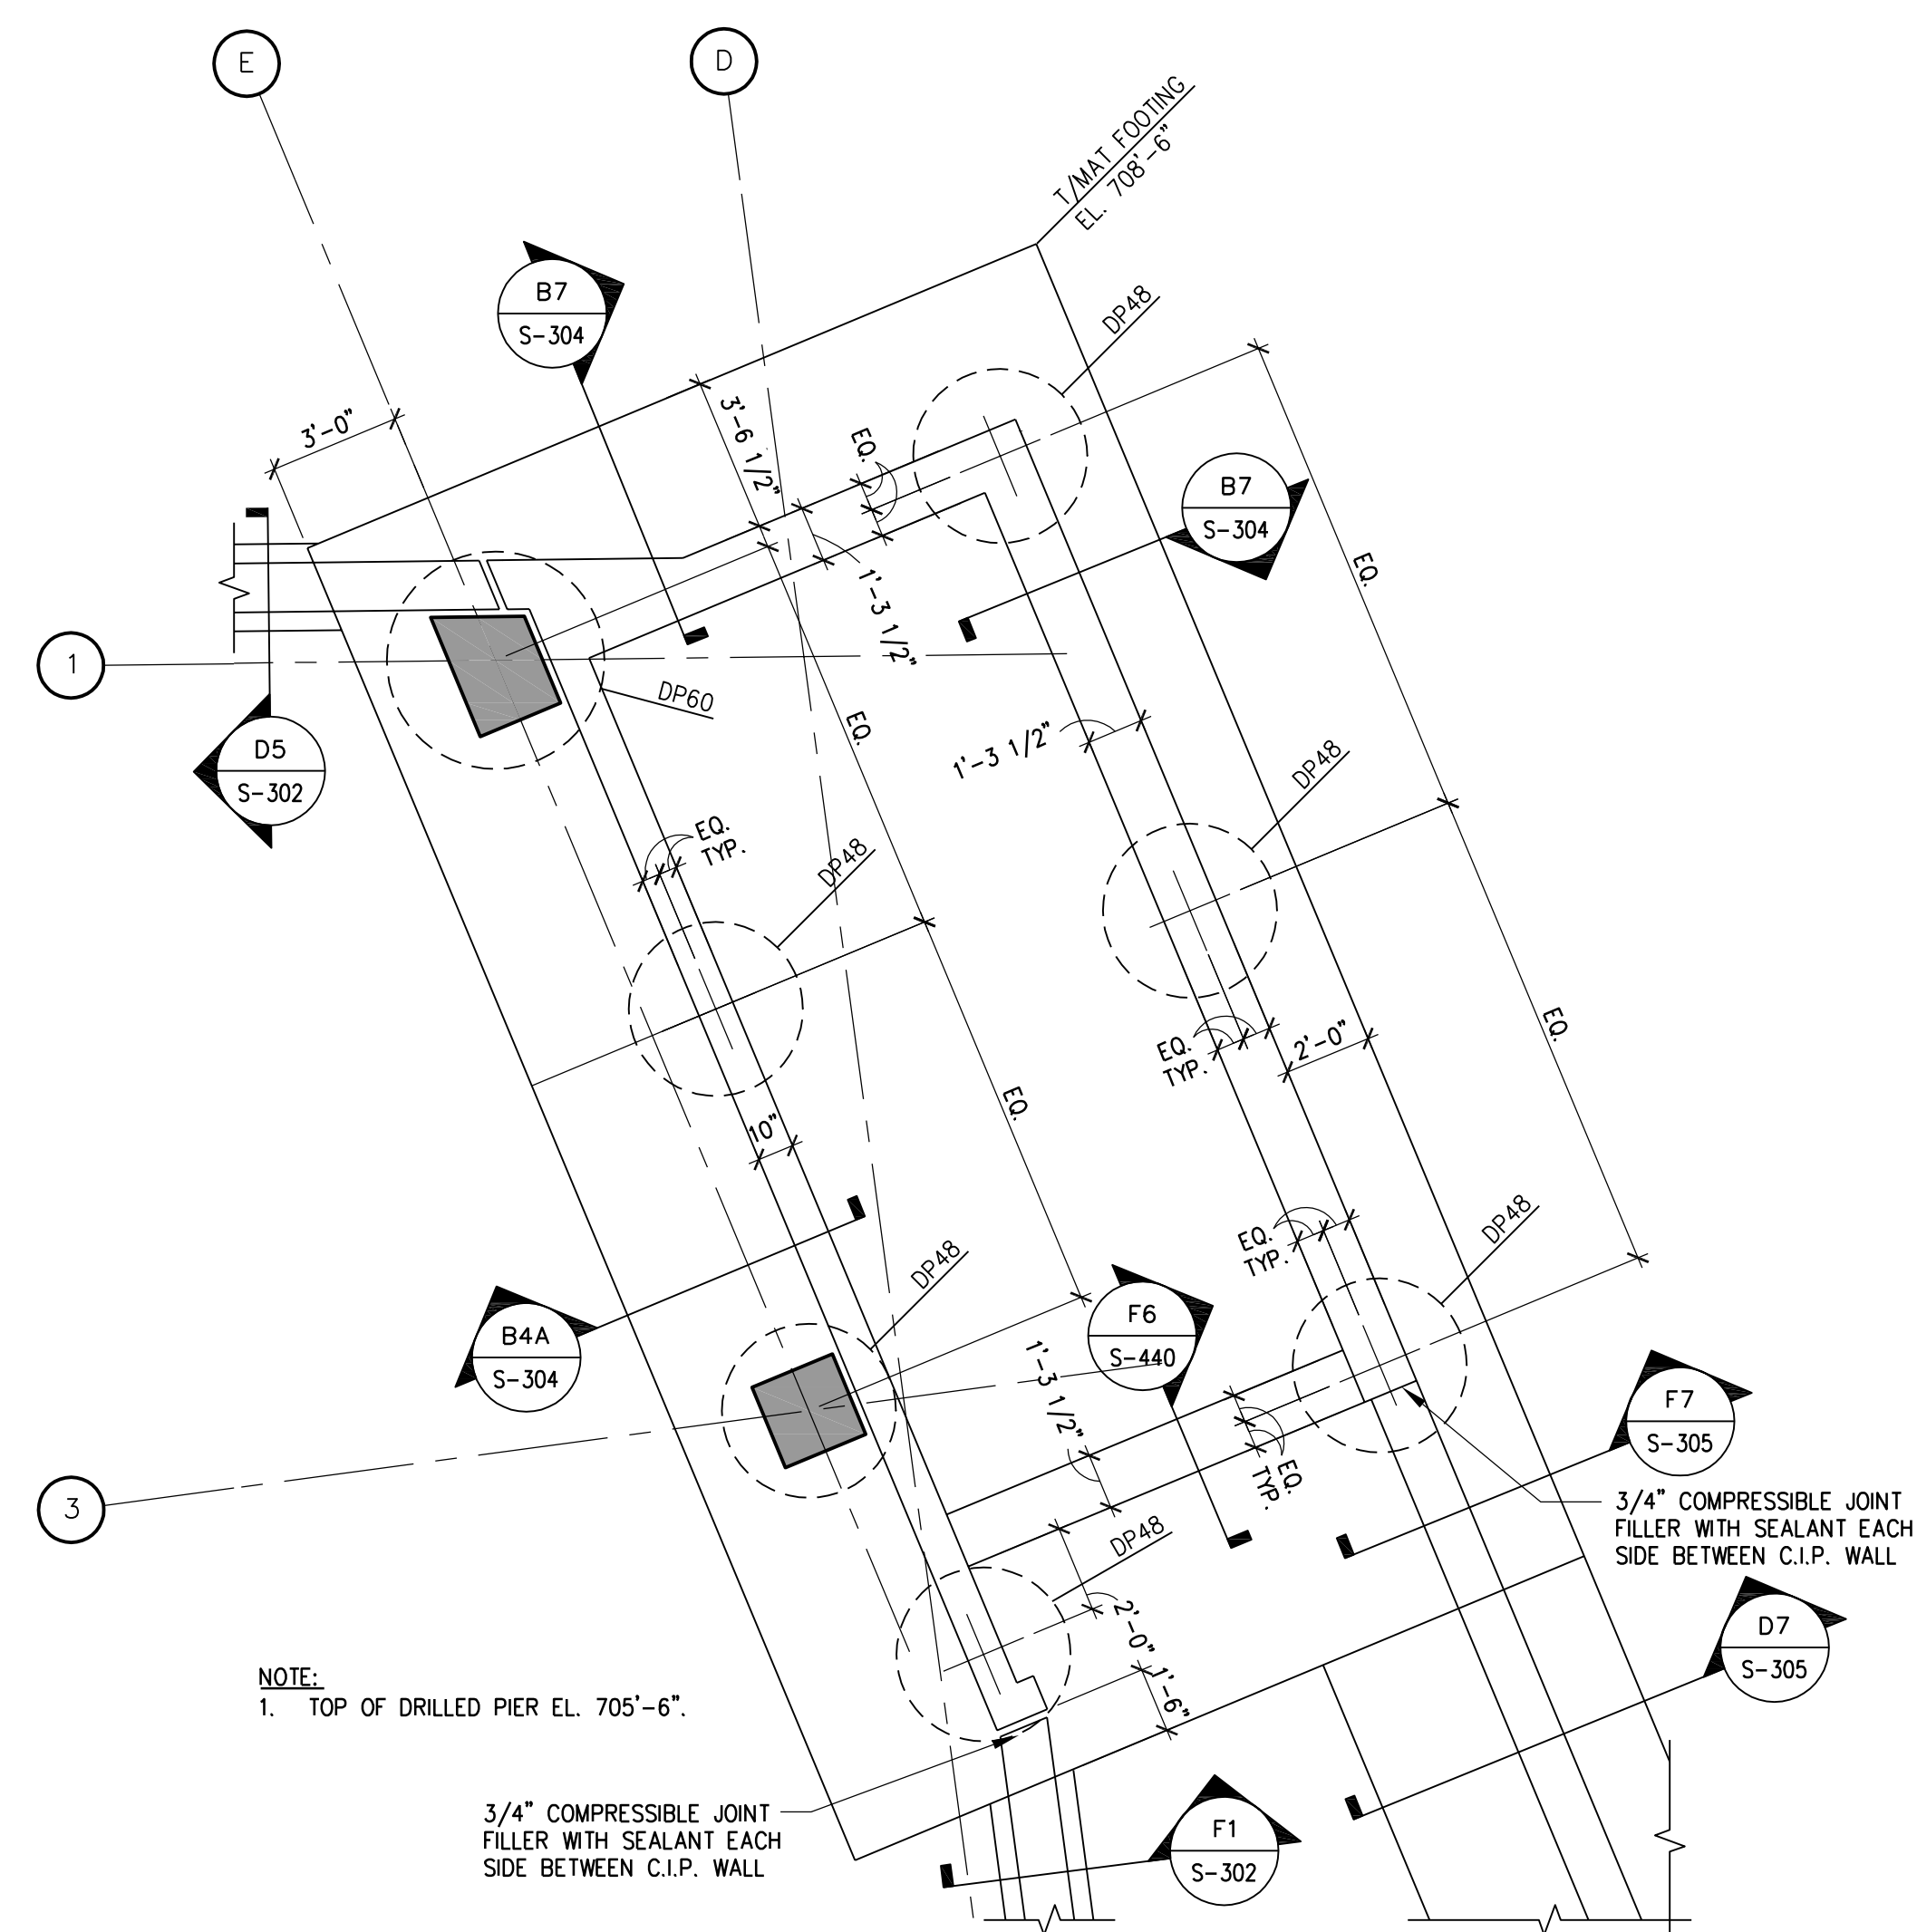 E
D
T/MAT FOOTING
EL. 708'-6"
B7
S-304
DP48
3'-0"
3'-6 1/2"
EQ.
B7
S-304
EQ.
1'-3 1/2"
1
DP60
D5
S-302
EQ.
1'-3 1/2"
DP48
EQ.
TYP.
DP48
EQ.
TYP.
2'-0"
EQ.
EQ.
10"
DP48
EQ.
TYP.
DP48
B4A
S-304
F6
S-440
1'-3 1/2"
F7
S-305
3
EQ.
TYP.
3/4" COMPRESSIBLE JOINT
FILLER WITH SEALANT EACH
SIDE BETWEEN C.I.P. WALL
DP48
2'-0"
1'-6"
D7
S-305
NOTE:
1. TOP OF DRILLED PIER EL. 705'-6".
3/4" COMPRESSIBLE JOINT
FILLER WITH SEALANT EACH
SIDE BETWEEN C.I.P. WALL
F1
S-302